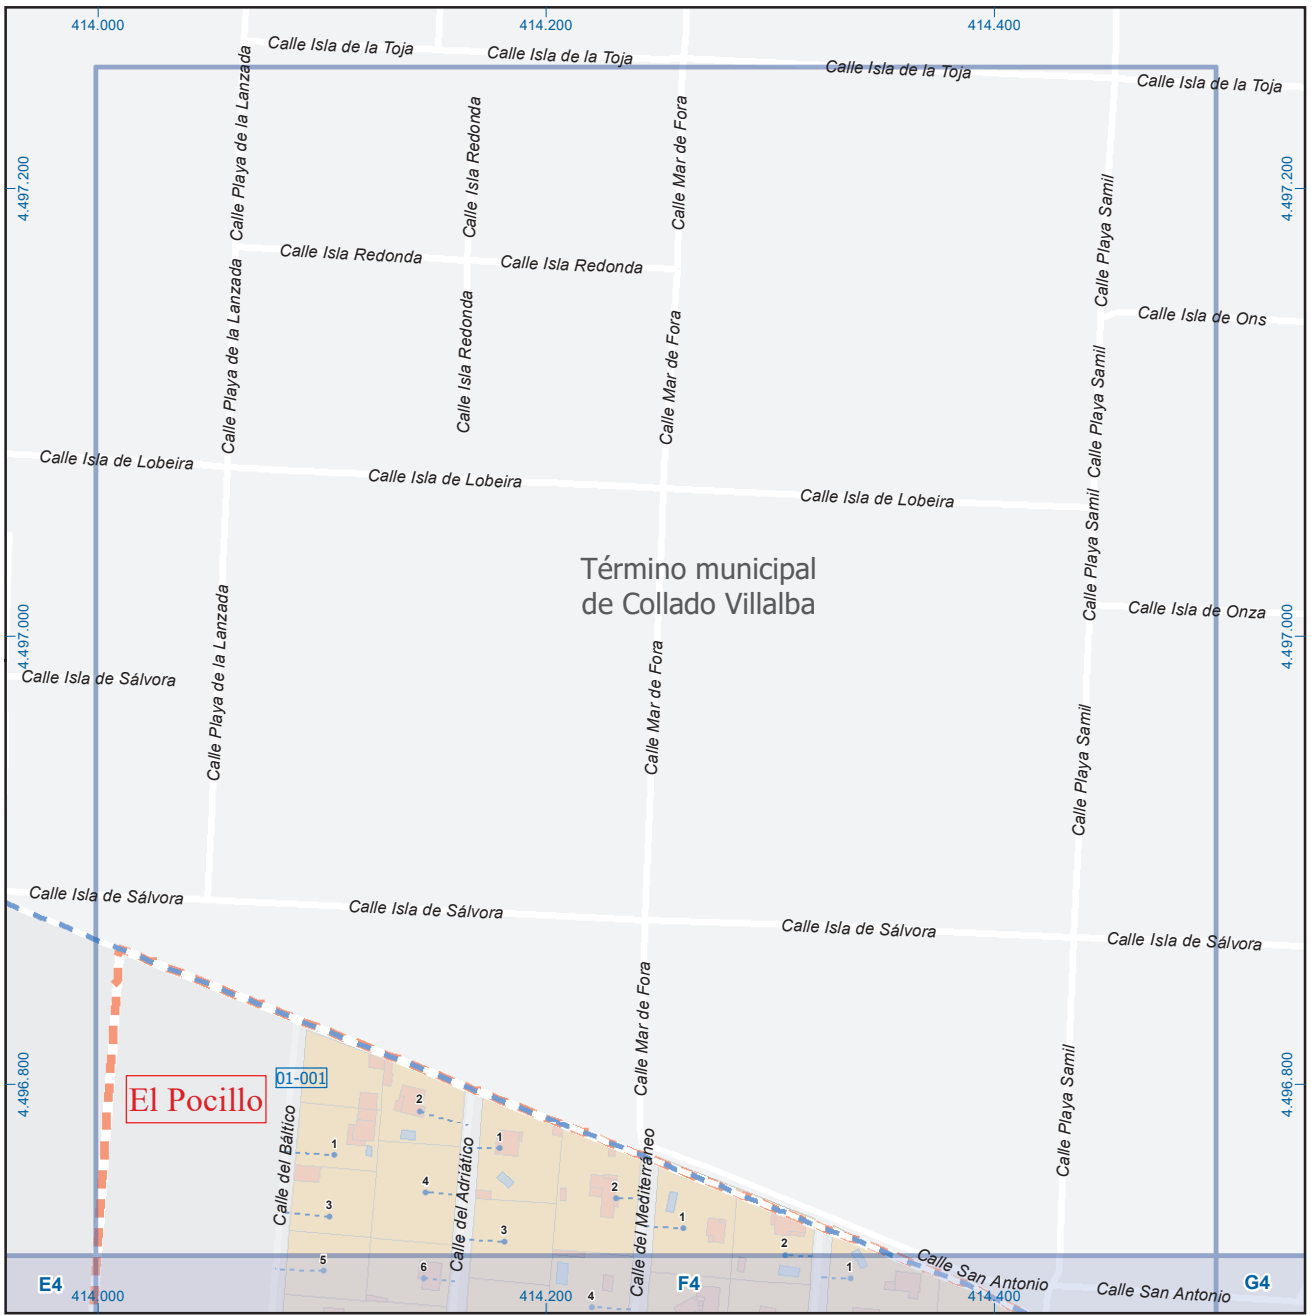 414.000
414.200
414.400
Calle Isla de la Toja
Calle Isla de la Toja
Calle Isla de la Toja
Calle Isla de la Toja
Calle Playa de la Lanzada
Calle Isla Redonda
Calle Mar de Fora
Calle Playa Samil
4.497.200
4.497.200
Calle Isla Redonda
Calle Isla Redonda
Calle Playa de la Lanzada
Calle Isla Redonda
Calle Mar de Fora
Calle Isla de Ons
Calle Playa Samil
Calle Isla de Lobeira
Calle Isla de Lobeira
Calle Isla de Lobeira
Calle Playa Samil
Término municipal
de Collado Villalba
Calle Isla de Onza
4.497.000
4.497.000
Calle Isla de Sálvora
Calle Playa de la Lanzada
Calle Mar de Fora
Calle Playa Samil
Calle Isla de Sálvora
Calle Isla de Sálvora
Calle Isla de Sálvora
Calle Isla de Sálvora
Calle Mar de Fora
Calle Playa Samil
4.496.800
4.496.800
El Pocillo
01-001
Calle del Báltico
Calle del Adriático
Calle del Mediterráneo
2
1
1
4
2
3
1
3
2
5
6
1
4
Calle San Antonio
Calle San Antonio
E4
F4
G4
414.000
414.200
414.400